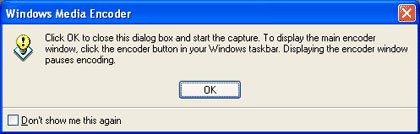 Windows Media Encoder
Click OK to close this dialog box and start the capture. To display the main encoder
window, click the encoder button in your Windows taskbar. Displaying the encoder window
pauses encoding.
OK
Don't show me this again